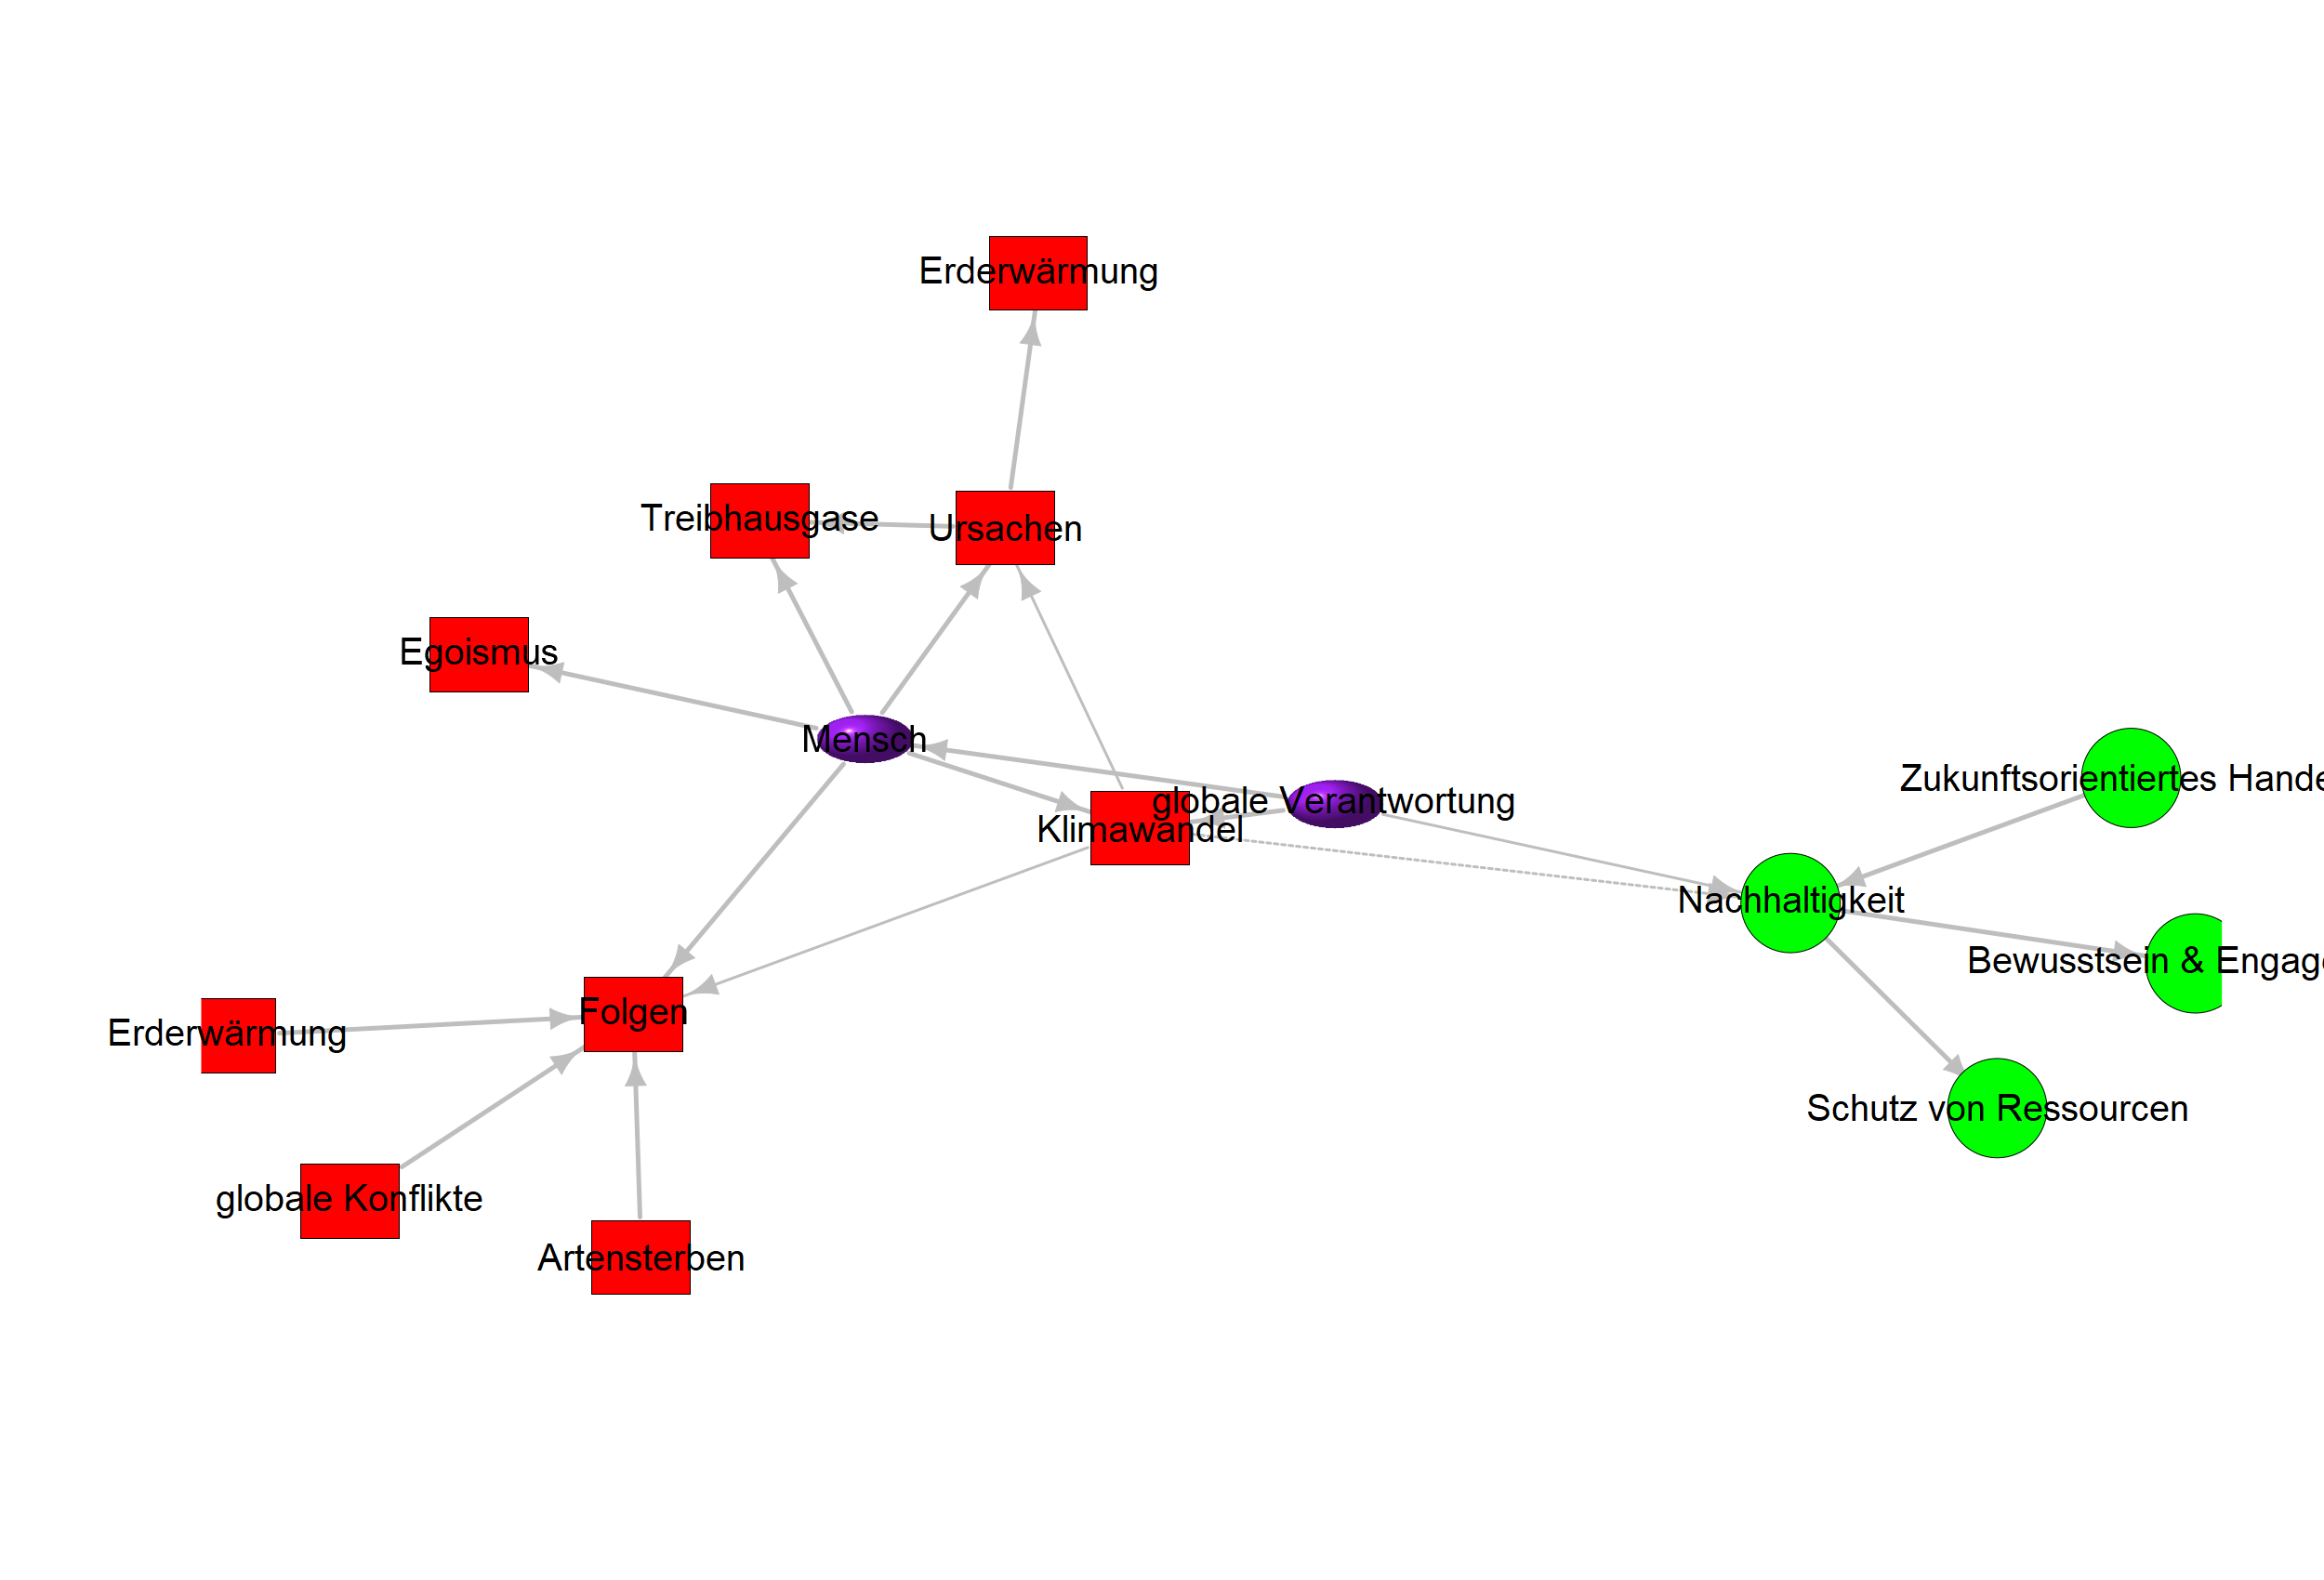 Erderwärmung
Treibhausgase
Ursachen
Egoismus
Mensch
Zukunftsorientiertes Hande
globale Verantwortung
Klimawandel
Nachhaltigkeit
Bewusstsein & Engag
Folgen
Erderwärmung
Schutz von Ressourcen
globale Konflikte
Artensterben